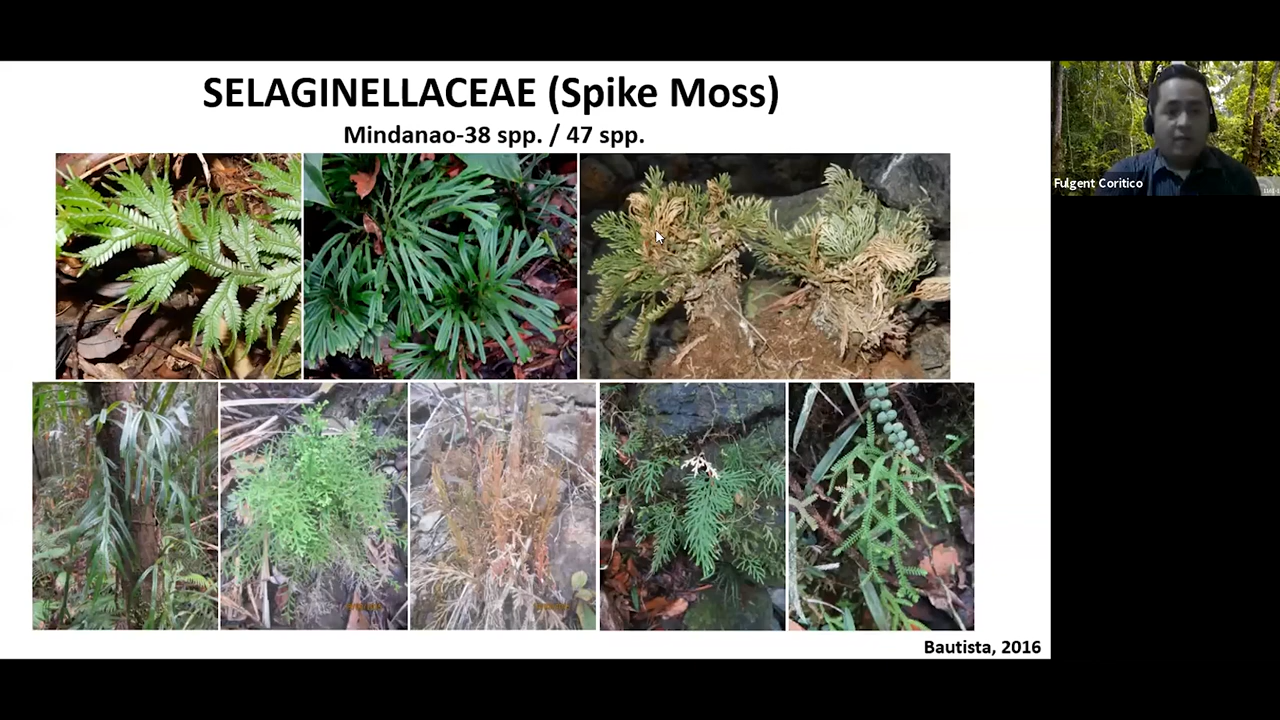 SELAGINELLACEAE (Spike Moss)
Mindanao-38 spp. / 47 spp.
Fulgent Coritico
Bautista, 2016